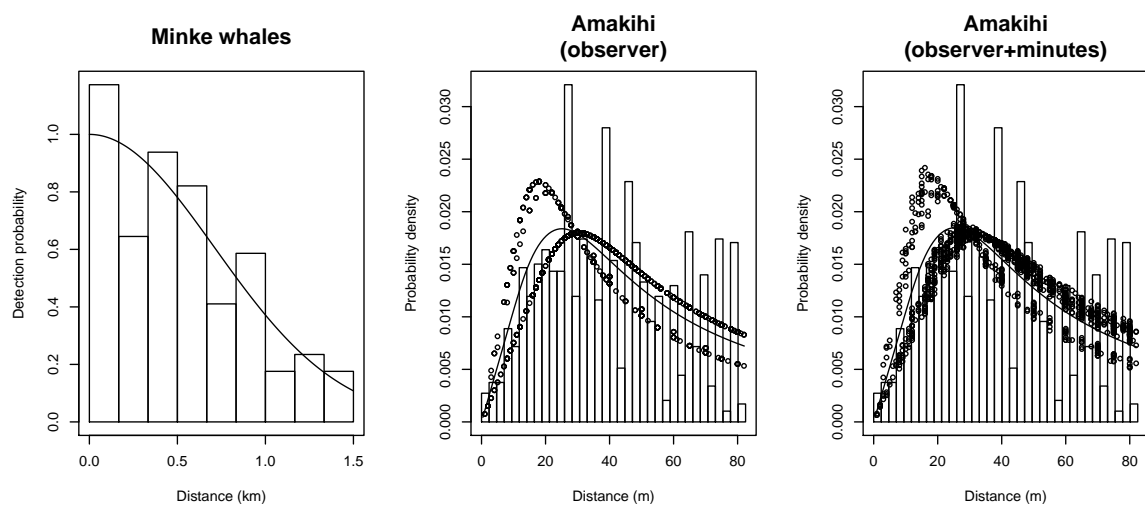 Minke whales
Detection probability
0.0 0.2 0.4 0.6 0.8 1.0
0.0 0.5 1.0 1.5
Distance (km)
Amakihi
(observer)
Probability density
0.000 0.005 0.010 0.015 0.020 0.025 0.030
0 20 40 60 80
Distance (m)
Amakihi
(observer+minutes)
Probability density
0.000 0.005 0.010 0.015 0.020 0.025 0.030
0 20 40 60 80
Distance (m)